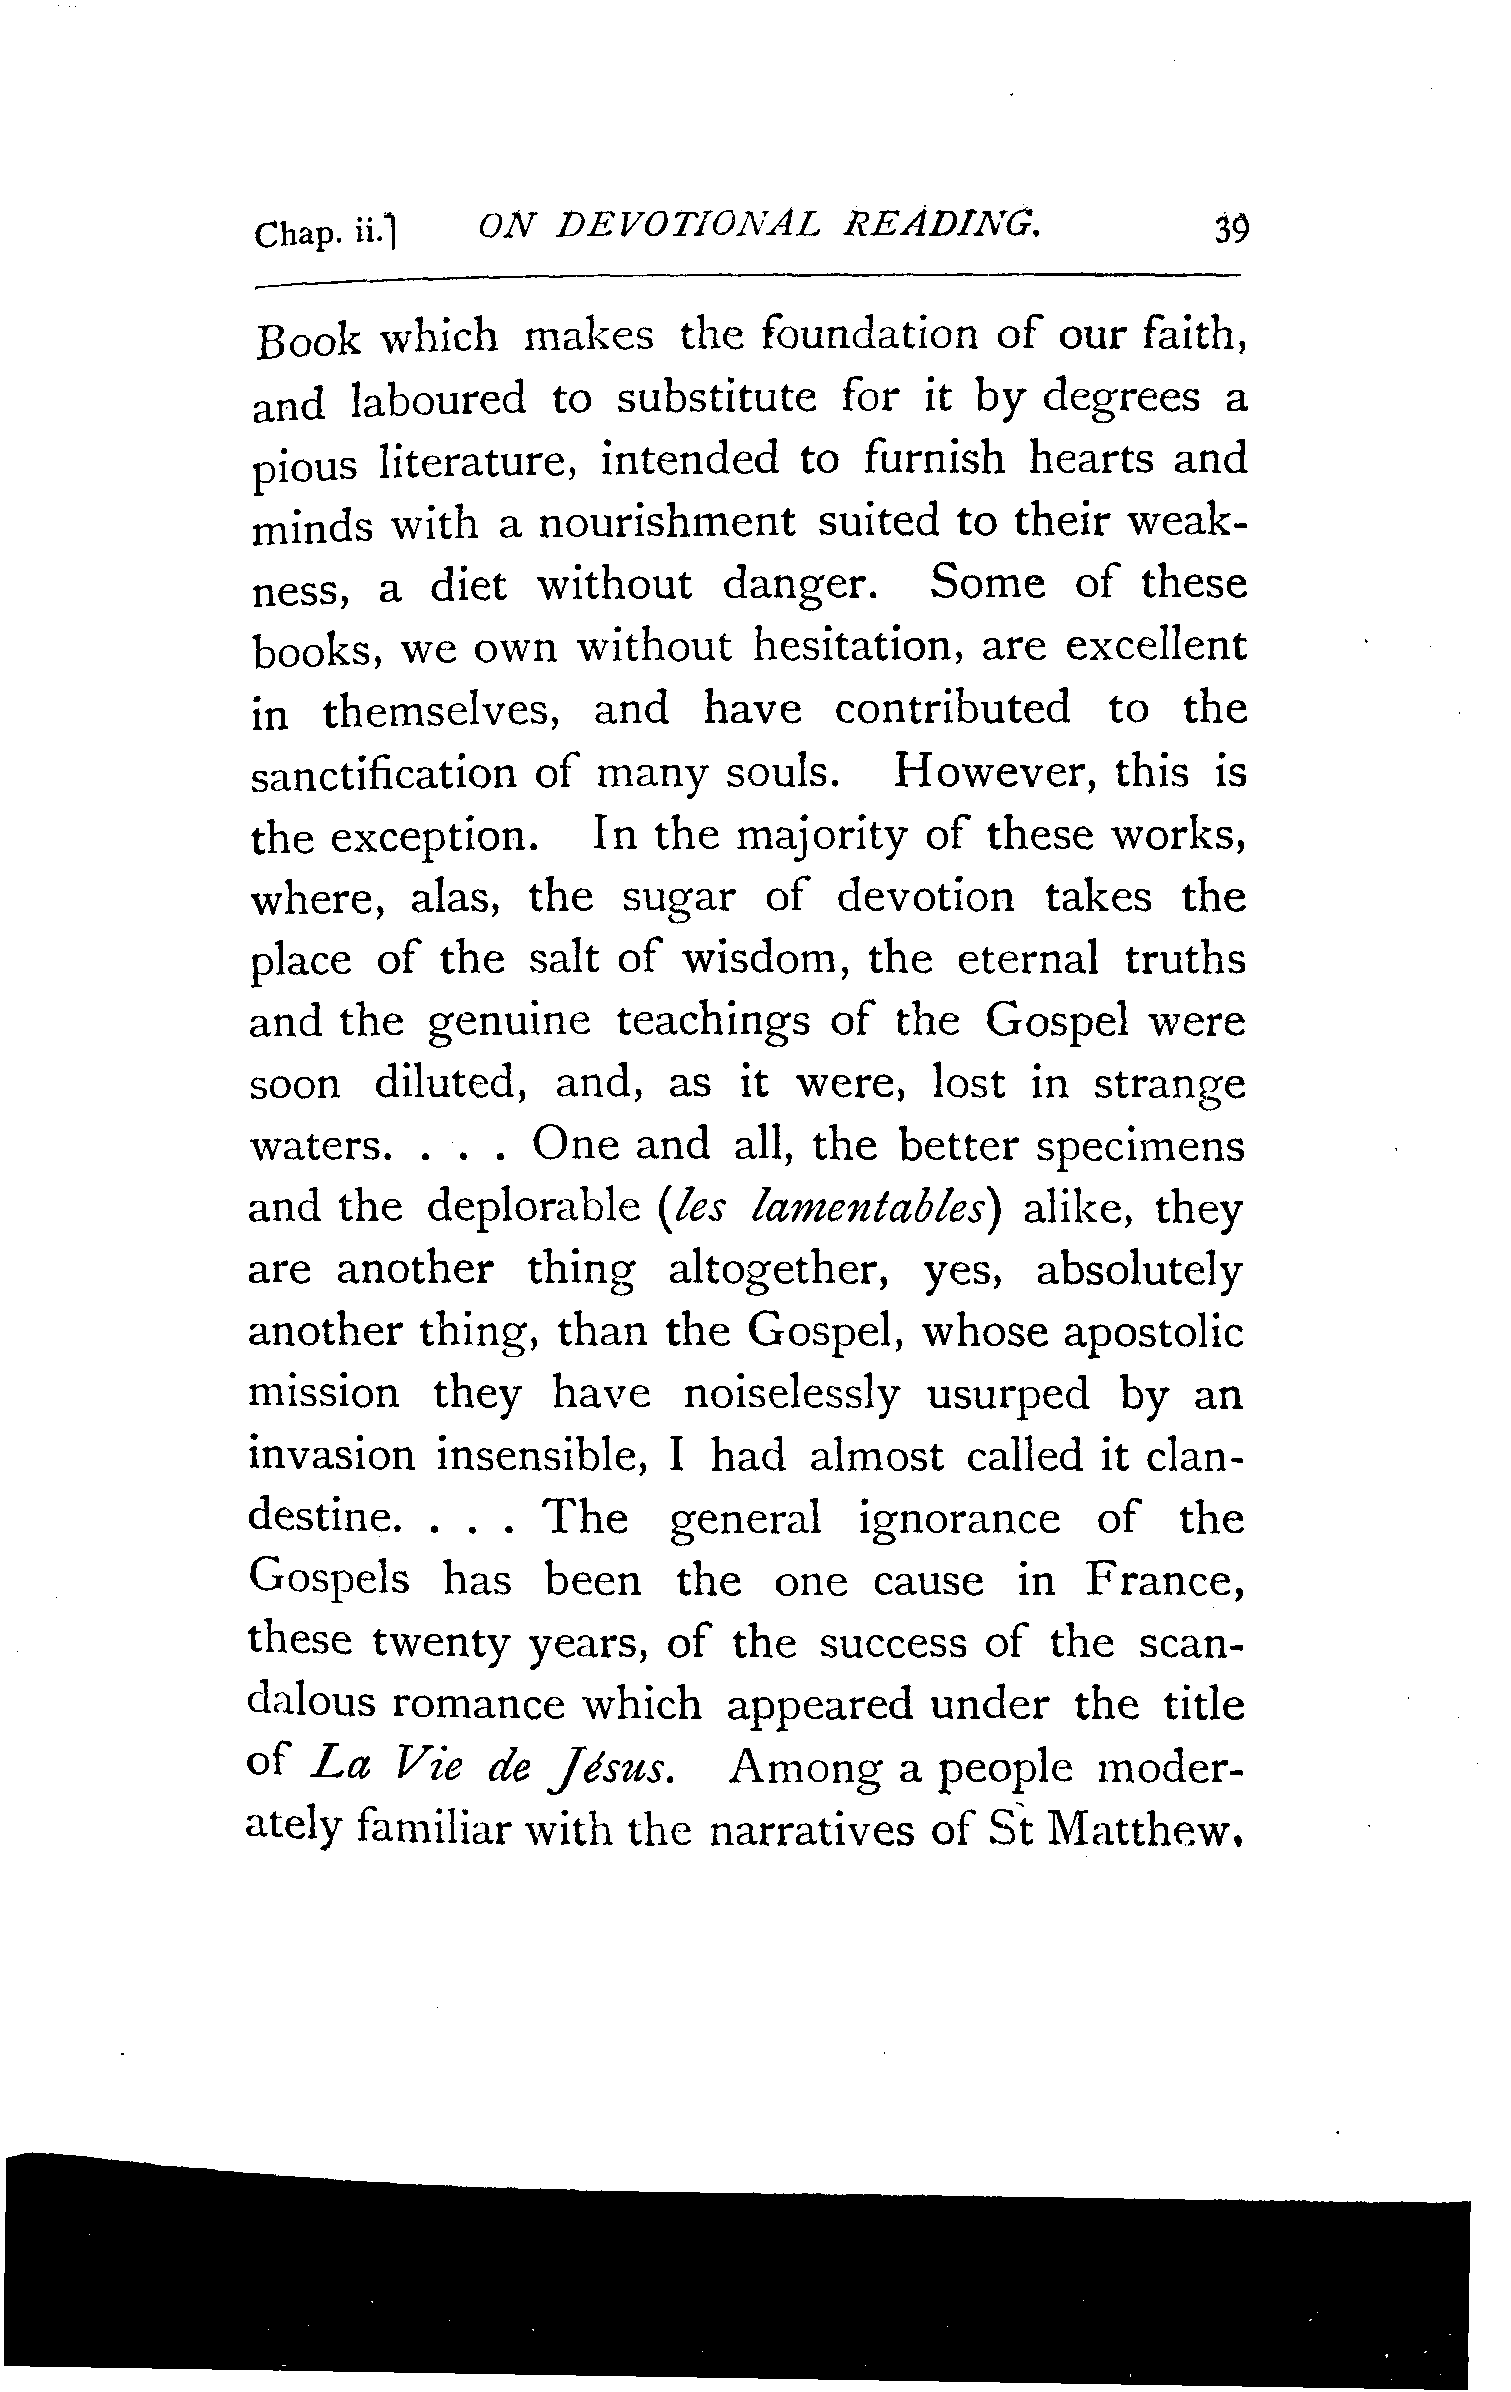 Chap. ii.] ON DEVOTIONAL READING. 39
Book which makes the foundation of our faith,
and laboured to substitute for it by degrees a
pious literature, intended to furnish hearts and
minds with a nourishment suited to their weak-
ness, a diet without danger. Some of these
books, we own without hesitation, are excellent
in themselves, and have contributed to the
sanctification of many souls. However, this is
the exception. In the majority of these works,
where, alas, the sugar of devotion takes the
place of the salt of wisdom, the eternal truths
and the genuine teachings of the Gospel were
soon diluted, and, as it were, lost in strange
waters. . . . One and all, the better specimens
and the deplorable (les lamentables) alike, they
are another thing altogether, yes, absolutely
another thing, than the Gospel, whose apostolic
mission they have noiselessly usurped by an
invasion insensible, I had almost called it clan-
destine. . . . The general ignorance of the
Gospels has been the one cause in France,
these twenty years, of the success of the scan-
dalous romance which appeared under the title
of La Vie de Jésus. Among a people moder-
ately familiar with the narratives of St Matthew,